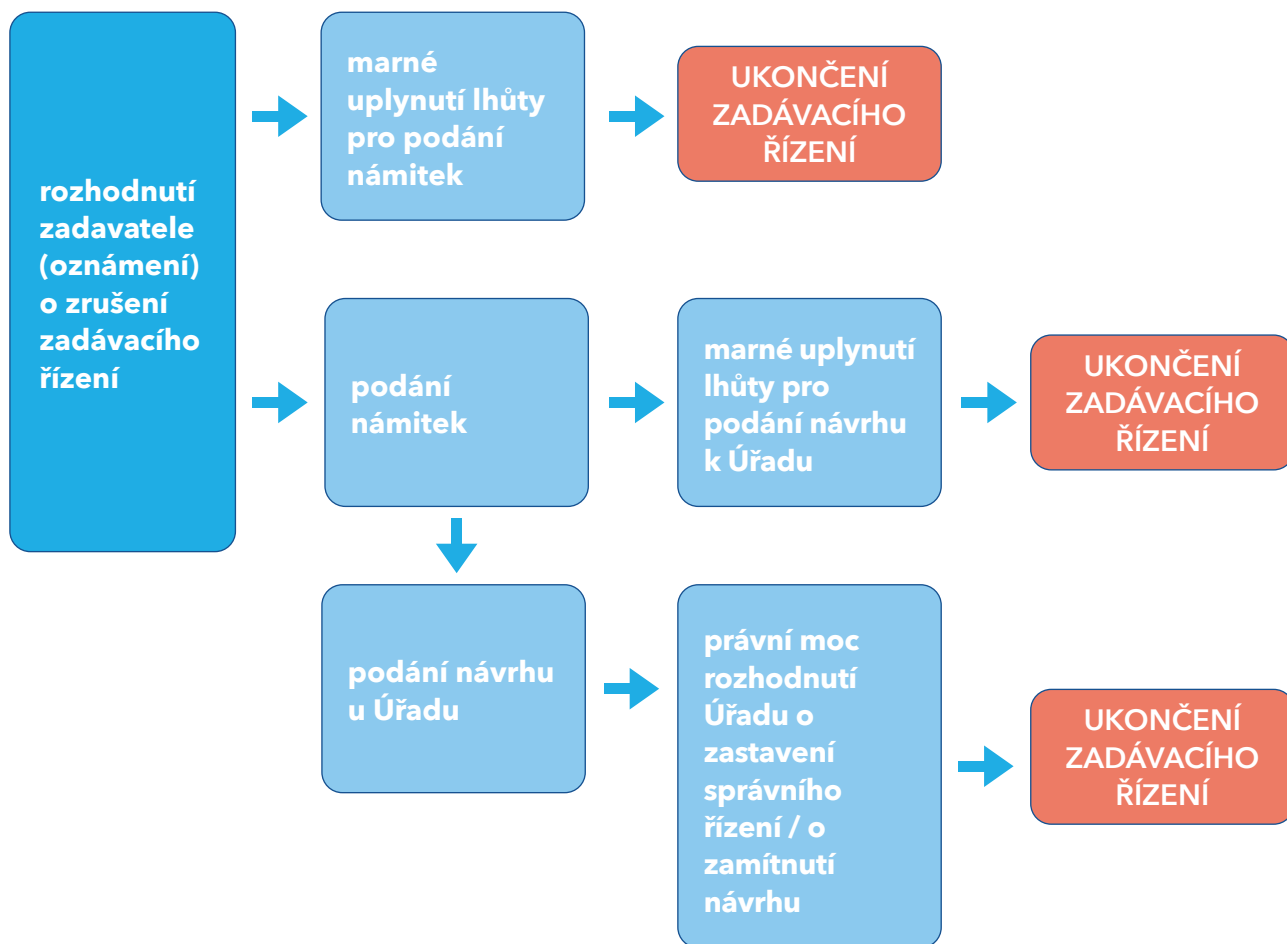 rozhodnutí
zadavatele
(oznámení)
o zrušení
zadávacího
řízení
marné
uplynutí lhůty
pro podání
námitek
UKONČENÍ
ZADÁVACÍHO
ŘÍZENÍ
podání
námitek
marné uplynutí
lhůty pro
podání návrhu
k Úřadu
UKONČENÍ
ZADÁVACÍHO
ŘÍZENÍ
podání návrhu
u Úřadu
právní moc
rozhodnutí
Úřadu o
zastavení
správního
řízení / o
zamítnutí
návrhu
UKONČENÍ
ZADÁVACÍHO
ŘÍZENÍ